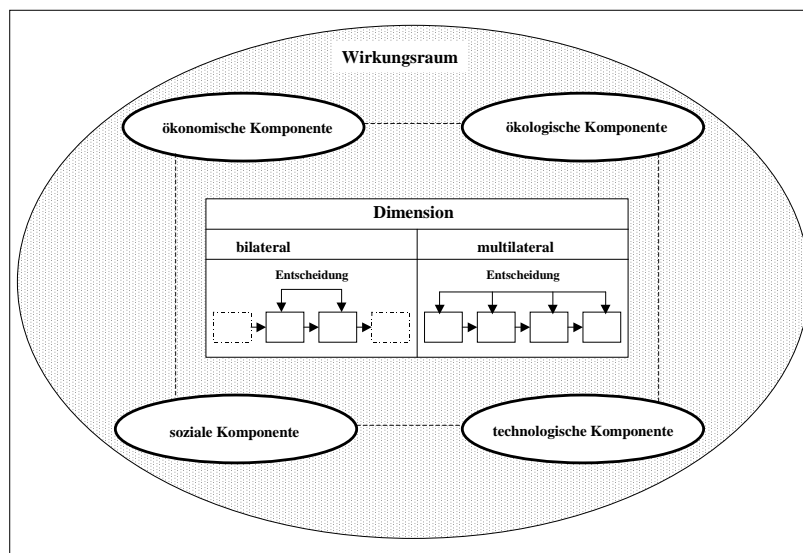 Wirkungsraum
ökonomische Komponente
ökologische Komponente
Dimension
bilateral
multilateral
Entscheidung
Entscheidung
soziale Komponente
technologische Komponente